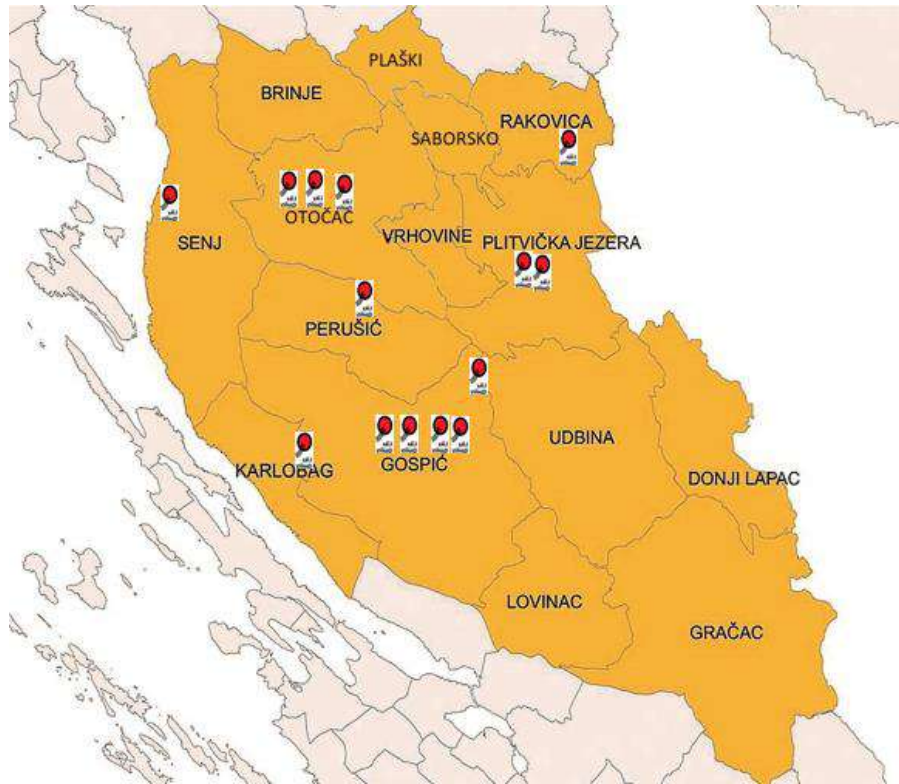 PLAŠKI
BRINJE
RAKOVICA
SABORSKO
OTOČAC
VRHOVINE
SENJ
PLITVIČKA JEZERA
PERUŠIĆ
UDBINA
GOSPIĆ
KARLOBAG
DONJI LAPAC
LOVINAC
GRAČAC